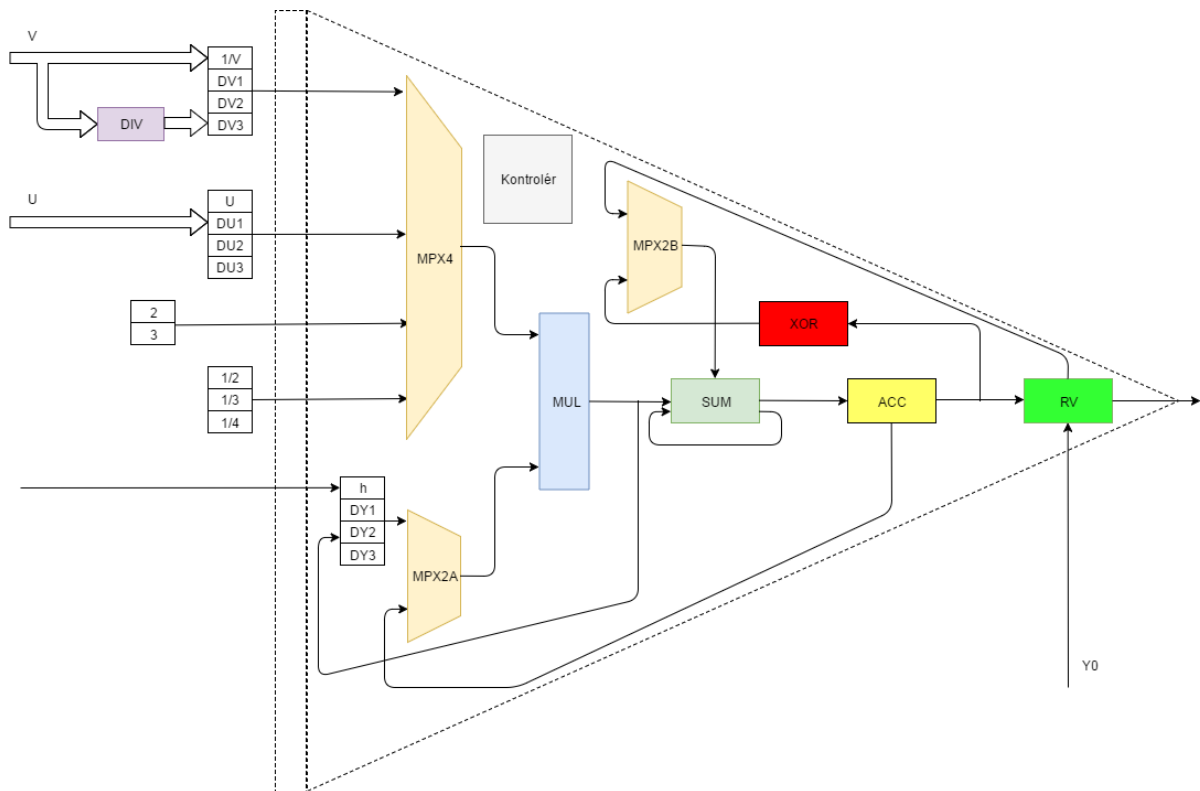 V
1/V
DV1
DV2
DV3
DIV
U
U
DU1
DU2
DU3
2
3
1/2
1/3
1/4
h
DY1
DY2
DY3
MPX4
Kontrolér
MPX2B
XOR
MUL
SUM
ACC
RV
MPX2A
Y0